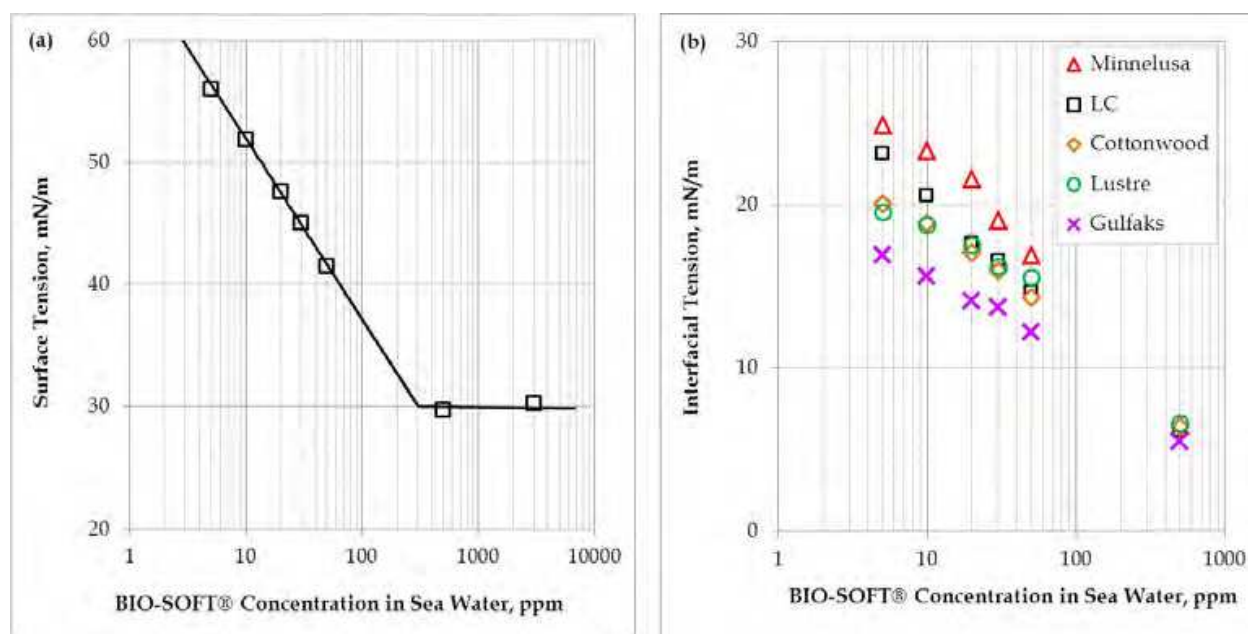 (a)
60
50
40
30
20
1 10 100 1000 10000
Surface Tension, mN/m
BIO-SOFT® Concentration in Sea Water, ppm
(b)
30
20
10
0
1 10 100 1000
Interfacial Tension, mN/m
BIO-SOFT® Concentration in Sea Water, ppm
Minnelusa
LC
Cottonwood
Lustre
Gulfaks